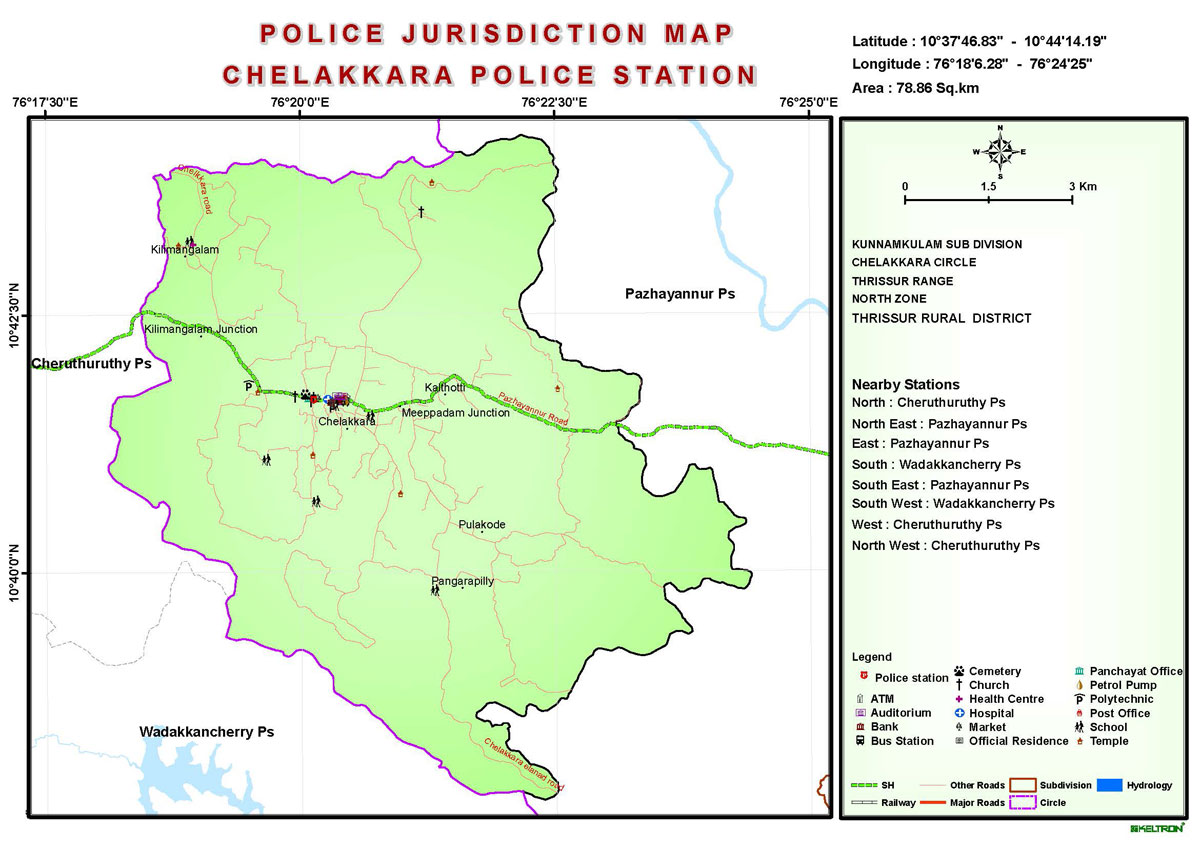 POLICE JURISDICTION MAP
CHELAKKARA POLICE STATION
Latitude : 10°37'46.83" - 10°44'14.19"
Longitude : 76°18'6.28" - 76°24'25"
Area : 78.86 Sq.km
76°17'30"E
76°20'0"E
76°22'30"E
76°25'0"E
10°42'30"N
10°40'0"N
Chelkkara road
Kilimangalam
Pazhayannur Ps
Kilimangalam Junction
Cheruthuruthy Ps
P
Kalthotti
Pazhayannur Road
Meeppadam Junction
Chelakkara
Pulakode
Pangarapilly
Wadakkancherry Ps
Chelakkara elanad road
N
W
E
S
0 1.5 3 Km
KUNNAMKULAM SUB DIVISION
CHELAKKARA CIRCLE
THRISSUR RANGE
NORTH ZONE
THRISSUR RURAL DISTRICT
Nearby Stations
North : Cheruthuruthy Ps
North East : Pazhayannur Ps
East : Pazhayannur Ps
South : Wadakkancherry Ps
South East : Pazhayannur Ps
South West : Wadakkancherry Ps
West : Cheruthuruthy Ps
North West : Cheruthuruthy Ps
Legend
Police station
ATM
Auditorium
Bank
Bus Station
Cemetery
Church
Health Centre
Hospital
Market
Official Residence
Panchayat Office
Petrol Pump
Polytechnic
Post Office
School
Temple
SH
Other Roads
Subdivision
Hydrology
Railway
Major Roads
Circle
KELTRON